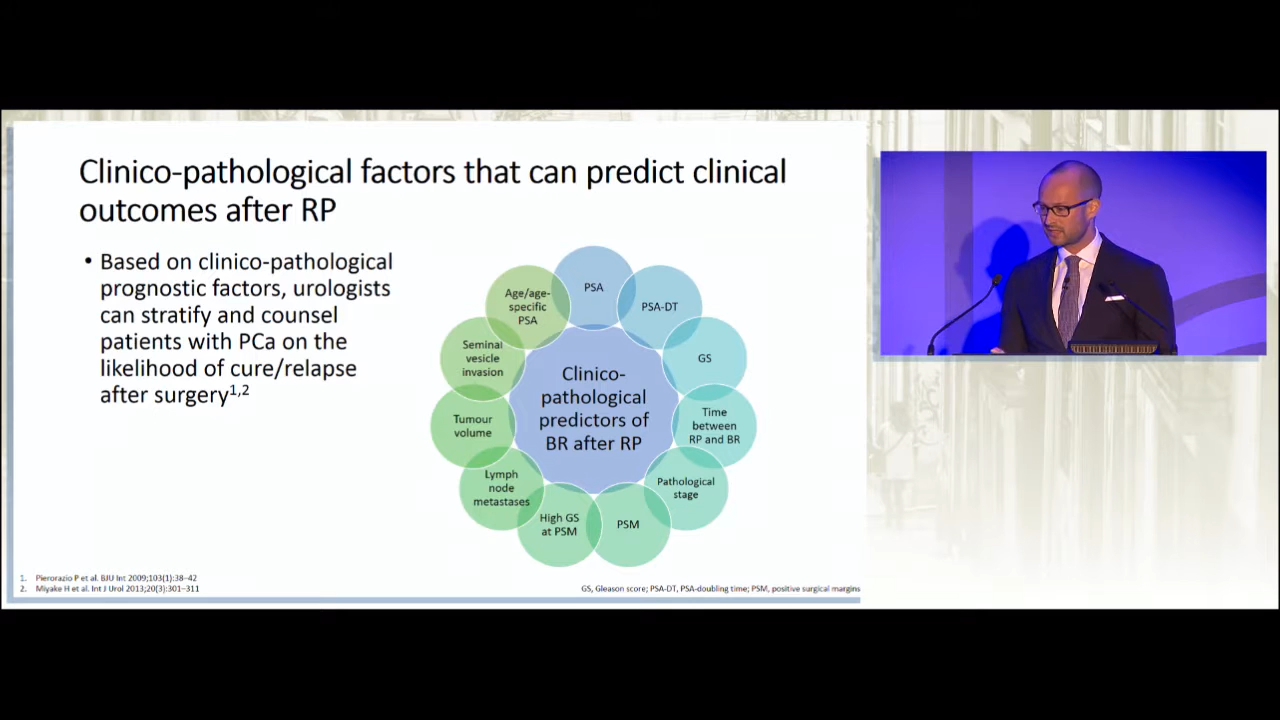 Clinico-pathological factors that can predict clinical
outcomes after RP
• Based on clinico-pathological
prognostic factors, urologists
can stratify and counsel
patients with PCa on the
likelihood of cure/relapse
after surgery1,2
PSA
PSA-DT
GS
Time
between
RP and BR
Pathological
stage
PSM
High GS
at PSM
Lymph
node
metastases
Tumour
volume
Seminal
vesicle
invasion
Age/age-
specific
PSA
Clinico-
pathological
predictors of
BR after RP
1. Pierorazio P et al. BJU Int 2009;103(1):38–42
2. Miyake H et al. Int J Urol 2013;20(3):301–311
GS, Gleason score; PSA-DT, PSA-doubling time; PSM, positive surgical margins